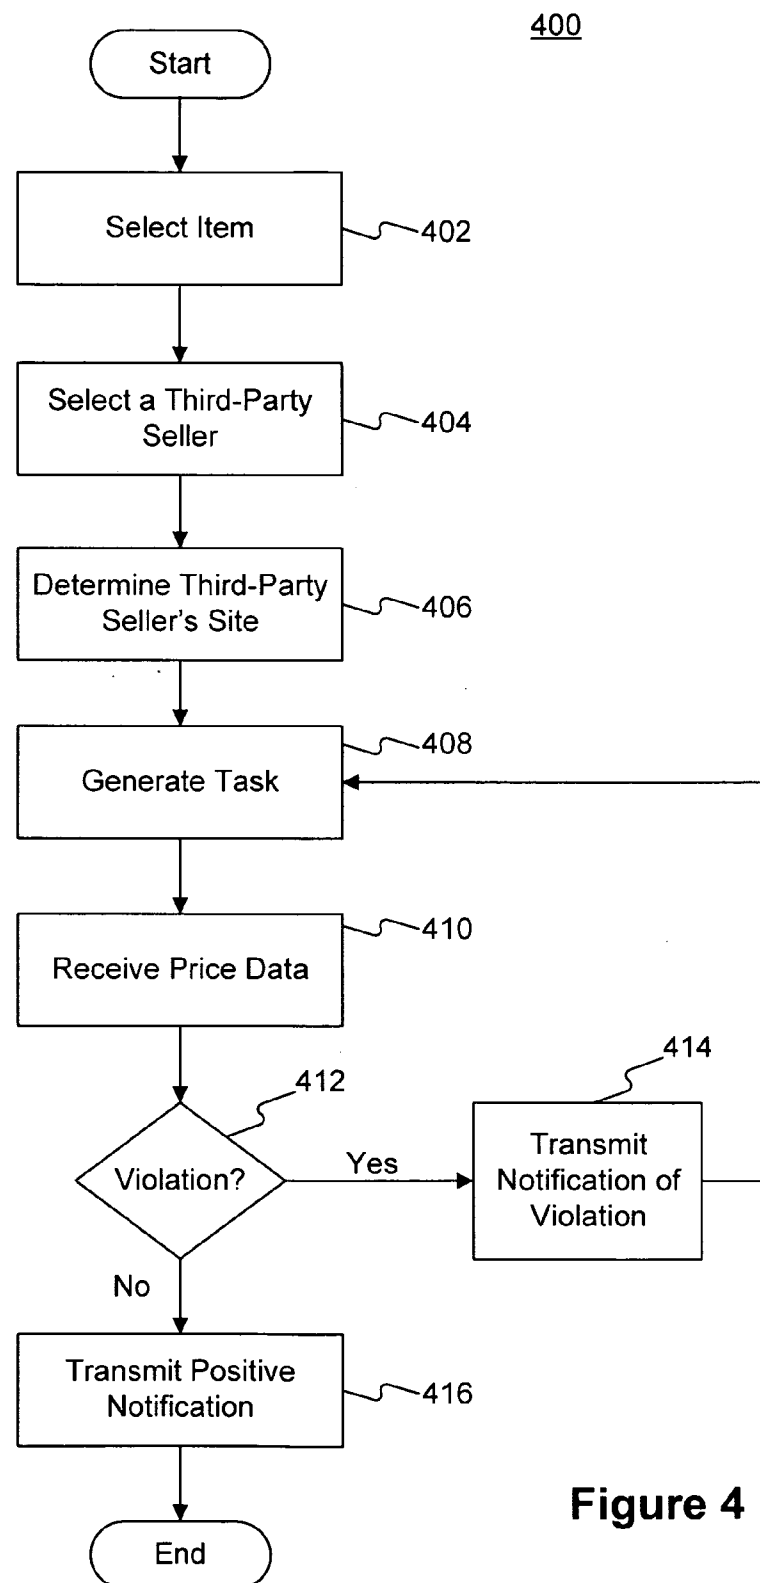 400
Start
Select Item
402
Select a Third-Party
Seller
404
Determine Third-Party
Seller's Site
406
Generate Task
408
Receive Price Data
410
Violation?
412
Yes
Transmit
Notification of
Violation
414
No
Transmit Positive
Notification
416
End
Figure 4